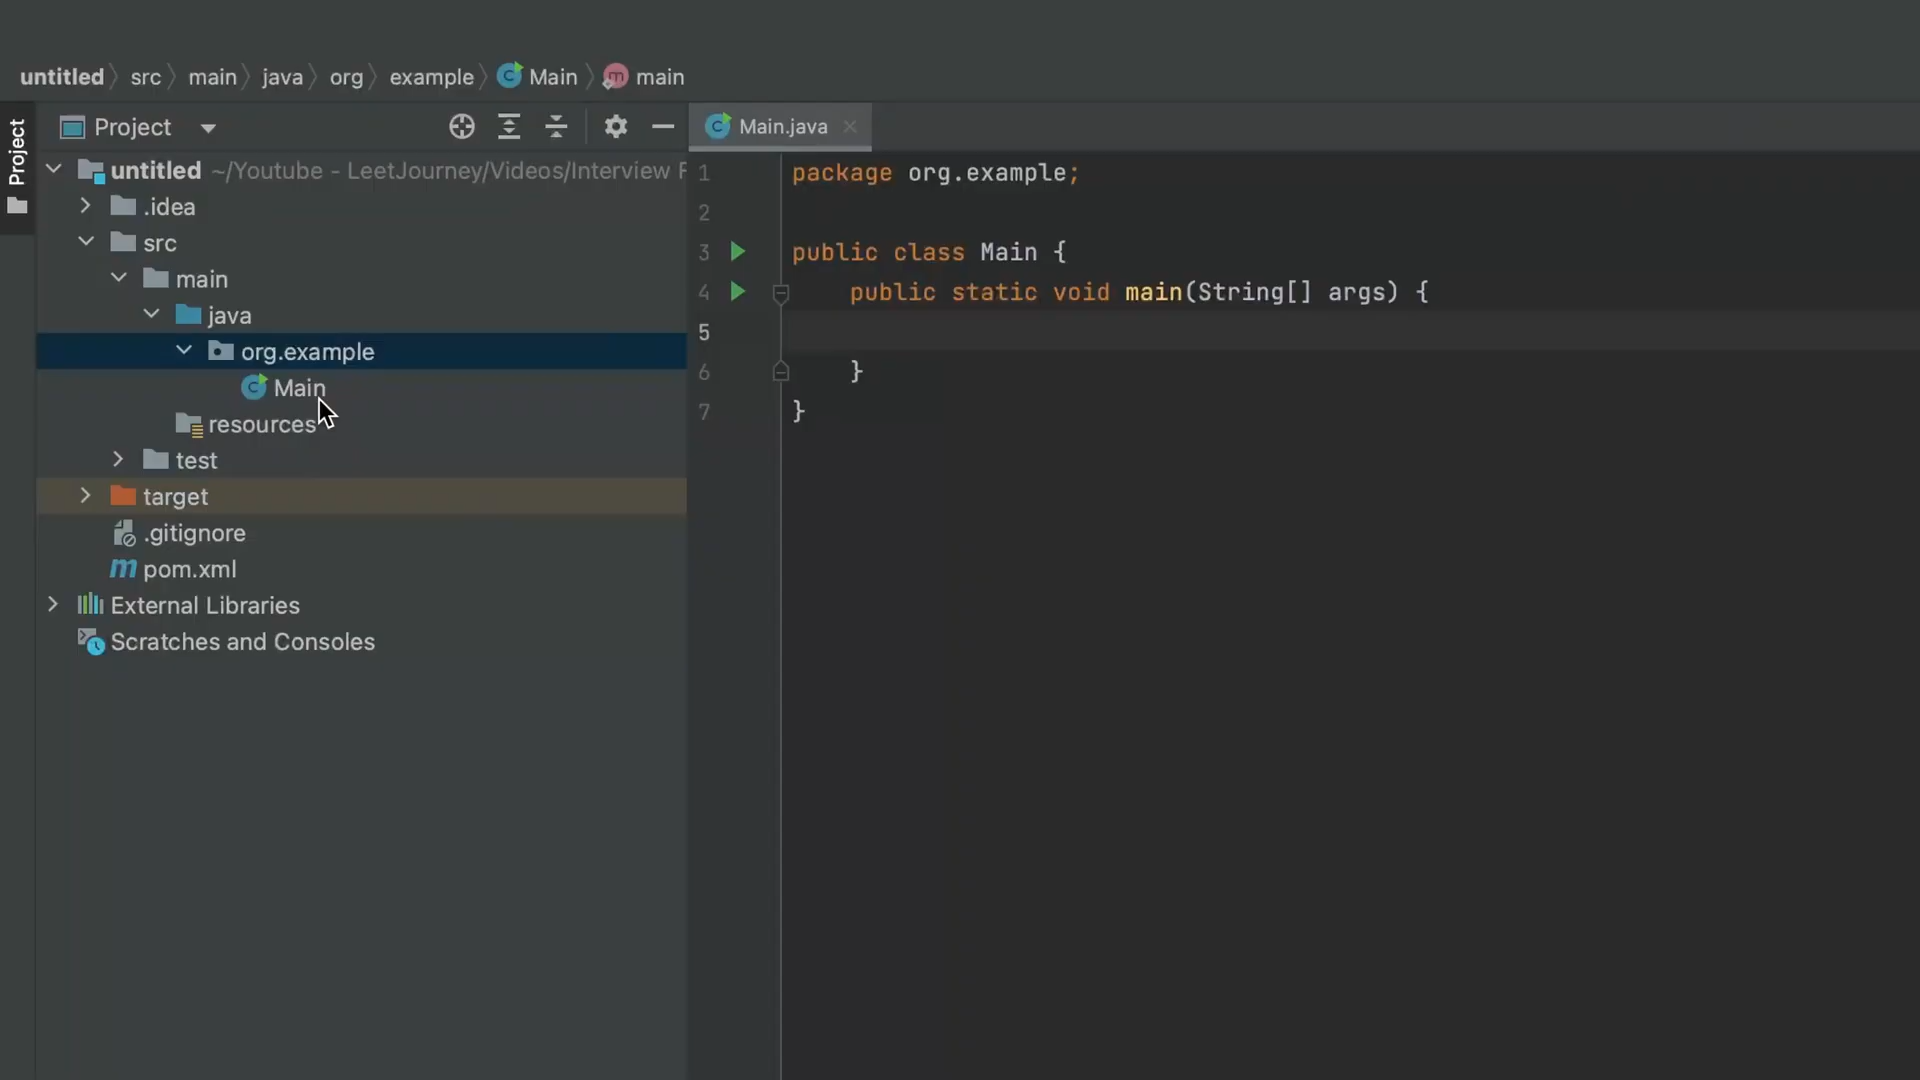 untitled src main java org example Main main
Project
Project
Main.java
untitled ~/Youtube - LeetJourney/Videos/Interview
.idea
src
main
java
org.example
Main
resources
test
target
.gitignore
pom.xml
External Libraries
Scratches and Consoles
1 package org.example;
2
3 public class Main {
4 public static void main(String[] args) {
5
6 }
7 }